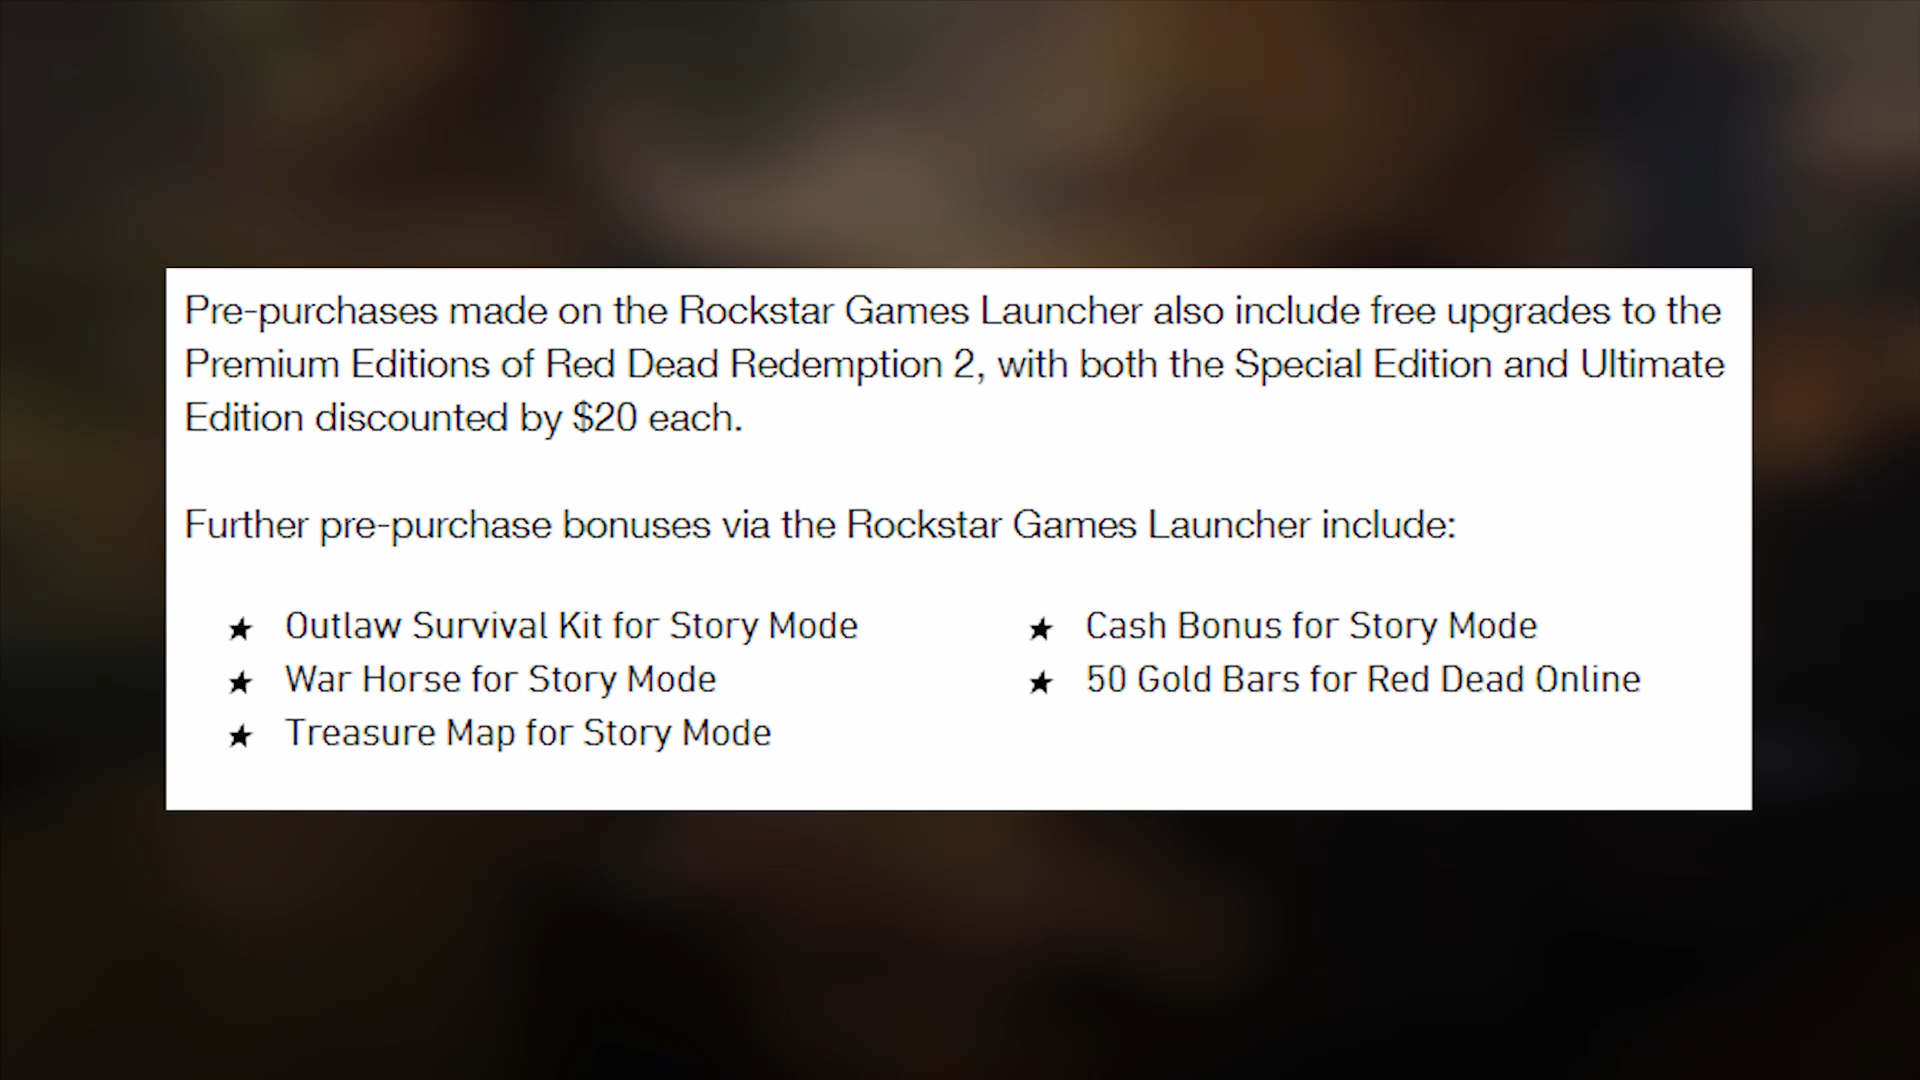 Pre-purchases made on the Rockstar Games Launcher also include free upgrades to the
Premium Editions of Red Dead Redemption 2, with both the Special Edition and Ultimate
Edition discounted by $20 each.
Further pre-purchase bonuses via the Rockstar Games Launcher include:
★ Outlaw Survival Kit for Story Mode
★ War Horse for Story Mode
★ Treasure Map for Story Mode
★ Cash Bonus for Story Mode
★ 50 Gold Bars for Red Dead Online